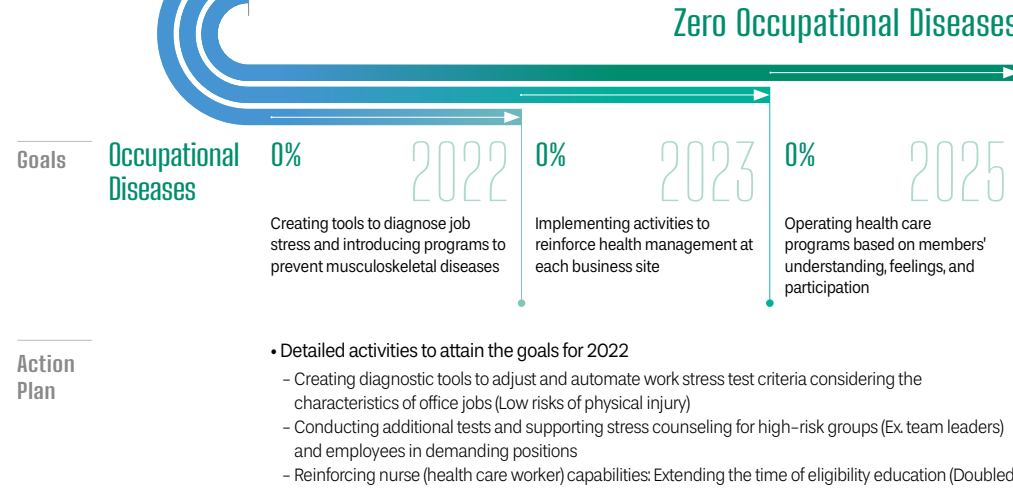 Zero Occupational Diseases
Goals
Occupational
Diseases
0%
2022
Creating tools to diagnose job
stress and introducing programs to
prevent musculoskeletal diseases
0%
2023
Implementing activities to
reinforce health management at
each business site
0%
2025
Operating health care
programs based on members'
understanding, feelings, and
participation
Action
Plan
• Detailed activities to attain the goals for 2022
- Creating diagnostic tools to adjust and automate work stress test criteria considering the
characteristics of office jobs (Low risks of physical injury)
- Conducting additional tests and supporting stress counseling for high-risk groups (Ex. team leaders)
and employees in demanding positions
- Reinforcing nurse (health care worker) capabilities: Extending the time of eligibility education (Doubled